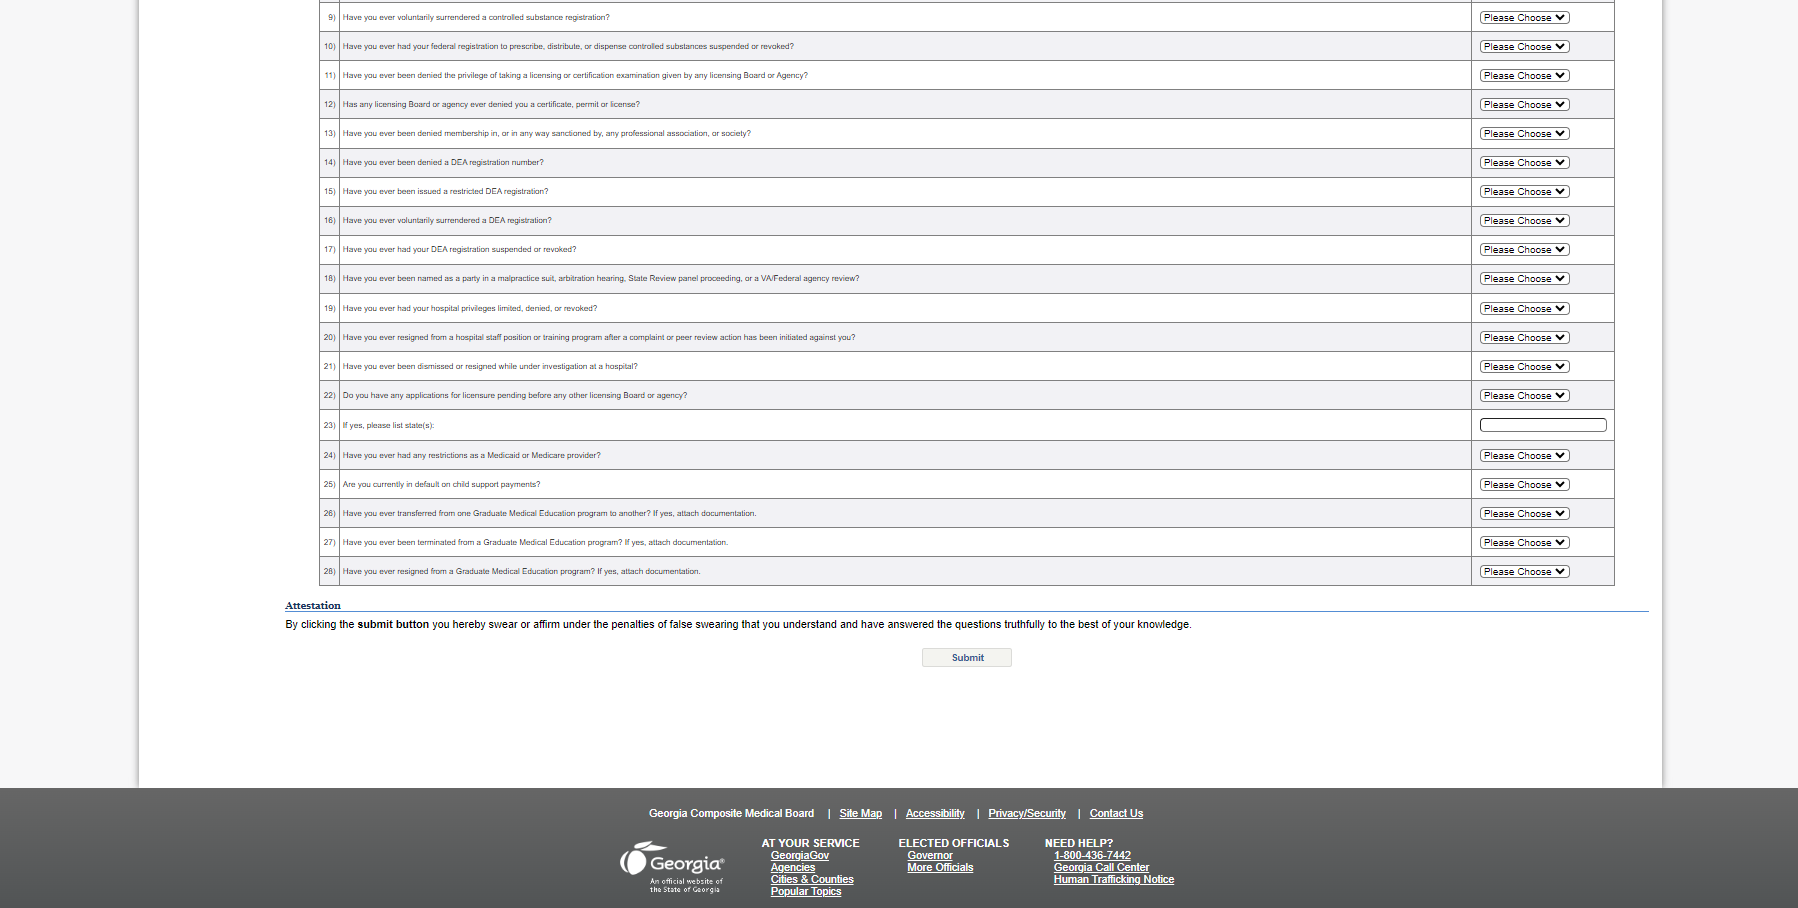 9) Have you ever voluntarily surrendered a controlled substance registration? Please Choose
10) Have you ever had your federal registration to prescribe, distribute, or dispense controlled substances suspended or revoked? Please Choose
11) Have you ever been denied the privilege of taking a licensing or certification examination given by any licensing Board or Agency? Please Choose
12) Has any licensing Board or agency ever denied you a certificate, permit or license? Please Choose
13) Have you ever been denied membership in, or in any way sanctioned by, any professional association, or society? Please Choose
14) Have you ever been denied a DEA registration number? Please Choose
15) Have you ever been issued a restricted DEA registration? Please Choose
16) Have you ever voluntarily surrendered a DEA registration? Please Choose
17) Have you ever had your DEA registration suspended or revoked? Please Choose
18) Have you ever been named as a party in a malpractice suit, arbitration hearing, State Review panel proceeding, or a VA/Federal agency review? Please Choose
19) Have you ever had your hospital privileges limited, denied, or revoked? Please Choose
20) Have you ever resigned from a hospital staff position or training program after a complaint or peer review action has been initiated against you? Please Choose
21) Have you ever been dismissed or resigned while under investigation at a hospital? Please Choose
22) Do you have any applications for licensure pending before any other licensing Board or agency? Please Choose
23) If yes, please list state(s):
24) Have you ever had any restrictions as a Medicaid or Medicare provider? Please Choose
25) Are you currently in default on child support payments? Please Choose
26) Have you ever transferred from one Graduate Medical Education program to another? If yes, attach documentation. Please Choose
27) Have you ever been terminated from a Graduate Medical Education program? If yes, attach documentation. Please Choose
28) Have you ever resigned from a Graduate Medical Education program? If yes, attach documentation. Please Choose
Attestation
By clicking the submit button you hereby swear or affirm under the penalties of false swearing that you understand and have answered the questions truthfully to the best of your knowledge.
Submit
Georgia Composite Medical Board | Site Map | Accessibility | Privacy/Security | Contact Us
Georgia®
An official website of
the State of Georgia
AT YOUR SERVICE
GeorgiaGov
Agencies
Cities & Counties
Popular Topics
ELECTED OFFICIALS
Governor
More Officials
NEED HELP?
1-800-436-7442
Georgia Call Center
Human Trafficking Notice